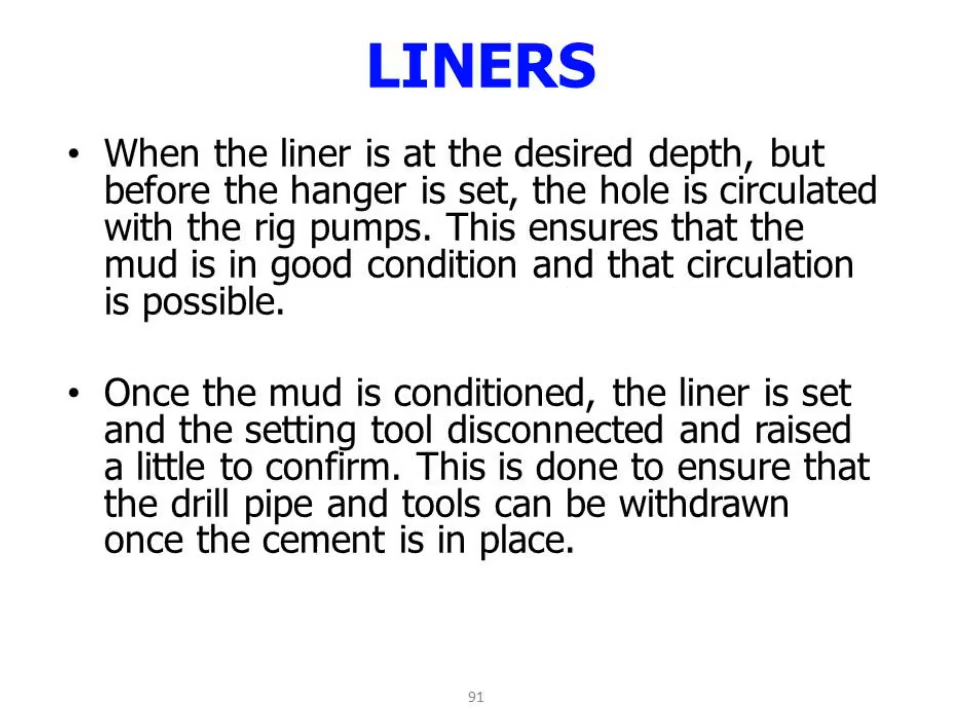 LINERS
• When the liner is at the desired depth, but
before the hanger is set, the hole is circulated
with the rig pumps. This ensures that the
mud is in good condition and that circulation
is possible.
• Once the mud is conditioned, the liner is set
and the setting tool disconnected and raised
a little to confirm. This is done to ensure that
the drill pipe and tools can be withdrawn
once the cement is in place.
91